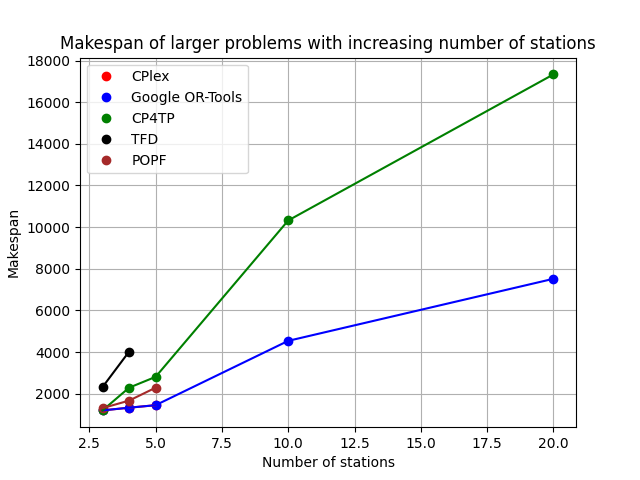 Makespan of larger problems with increasing number of stations
18000
16000
14000
12000
10000
8000
6000
4000
2000
Makespan
CPlex
Google OR-Tools
CP4TP
TFD
POPF
2.5 5.0 7.5 10.0 12.5 15.0 17.5 20.0
Number of stations